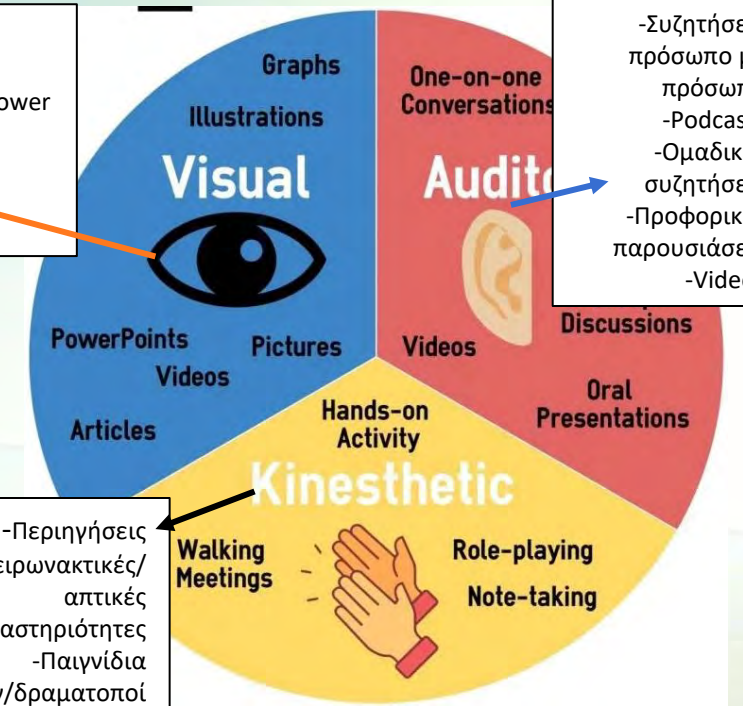 ower
Graphs
Illustrations
Visual
PowerPoints
Pictures
Videos
Articles
One-on-one
Conversations
Videos
Discussions
Oral
Presentations
-Συζητήσε
πρόσωπο
πρόσωπ
-Podcas
-Ομαδικ
συζητήσε
-Προφορικ
παρουσιάσε
-Video
Hands-on
Activity
Kinesthetic
Walking
Meetings
Role-playing
Note-taking
-Περιηγήσεις
ειρωνακτικές/
απτικές
αστηριότητες
-Παιγνίδια
/δραματοποί